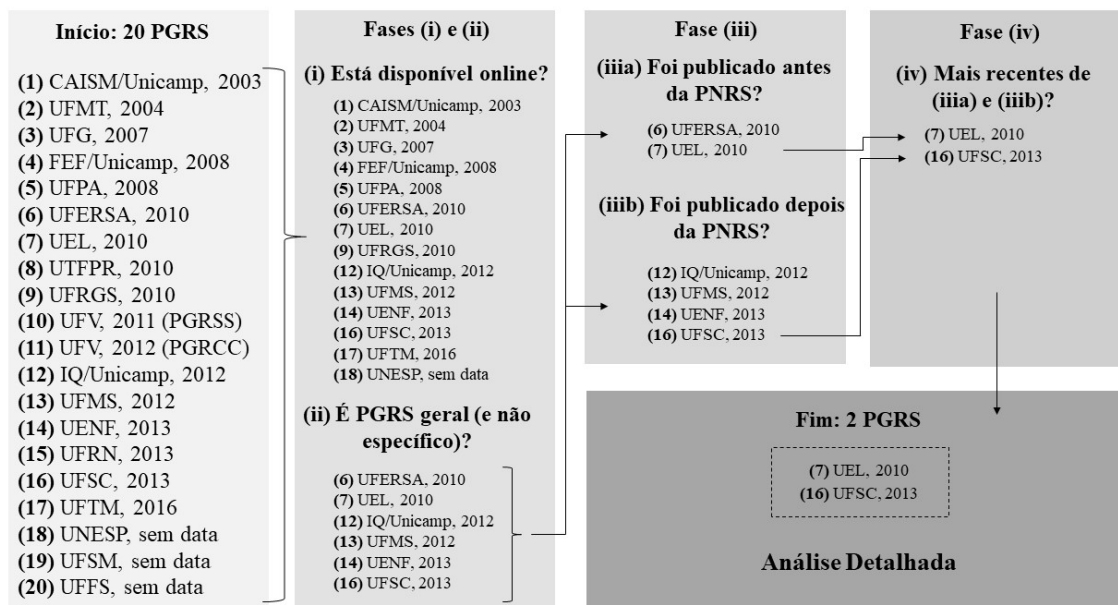 Início: 20 PGRS
(1) CAISM/Unicamp, 2003
(2) UFMT, 2004
(3) UFG, 2007
(4) FEF/Unicamp, 2008
(5) UFPA, 2008
(6) UFERSA, 2010
(7) UEL, 2010
(8) UTFPR, 2010
(9) UFRGS, 2010
(10) UFV, 2011 (PGRSS)
(11) UFV, 2012 (PGRCC)
(12) IQ/Unicamp, 2012
(13) UFMS, 2012
(14) UENF, 2013
(15) UFRN, 2013
(16) UFSC, 2013
(17) UFTM, 2016
(18) UNESP, sem data
(19) UFSM, sem data
(20) UFFS, sem data
Fases (i) e (ii)
(i) Está disponível online?
(1) CAISM/Unicamp, 2003
(2) UFMT, 2004
(3) UFG, 2007
(4) FEF/Unicamp, 2008
(5) UFPA, 2008
(6) UFERSA, 2010
(7) UEL, 2010
(9) UFRGS, 2010
(12) IQ/Unicamp, 2012
(13) UFMS, 2012
(14) UENF, 2013
(16) UFSC, 2013
(17) UFTM, 2016
(18) UNESP, sem data
(ii) É PGRS geral (e não
específico)?
(6) UFERSA, 2010
(7) UEL, 2010
(12) IQ/Unicamp, 2012
(13) UFMS, 2012
(14) UENF, 2013
(16) UFSC, 2013
Fase (iii)
(iiia) Foi publicado antes
da PNRS?
(6) UFERSA, 2010
(7) UEL, 2010
(iiib) Foi publicado depois
da PNRS?
(12) IQ/Unicamp, 2012
(13) UFMS, 2012
(14) UENF, 2013
(16) UFSC, 2013
Fase (iv)
(iv) Mais recentes de
(iiia) e (iiib)?
(7) UEL, 2010
(16) UFSC, 2013
Fim: 2 PGRS
(7) UEL, 2010
(16) UFSC, 2013
Análise Detalhada